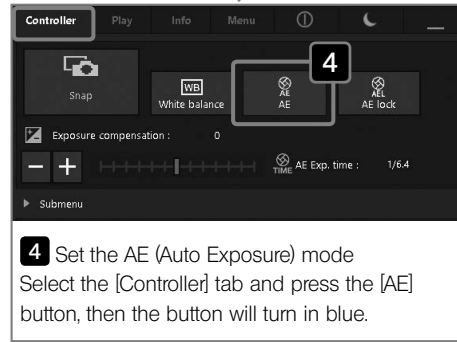 Controller Play Info Menu
4
Snap
WB
White balance
AE
AE
AEL
AE lock
Exposure compensation : 0
TIME AE Exp. time : 1/6.4
Submenu
4 Set the AE (Auto Exposure) mode
Select the [Controller] tab and press the [AE]
button, then the button will turn in blue.